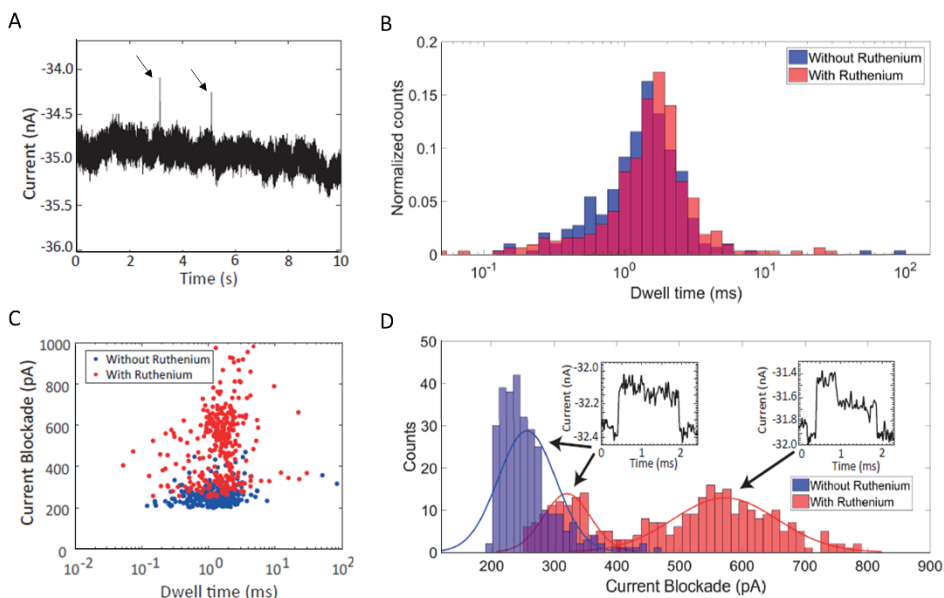 A
Current (nA)
-34.0
-34.5
-35.0
-35.5
-36.0
0 2 4 6 8 10
Time (s)
B
Normalized counts
0.2
0.15
0.1
0.05
0
Without Ruthenium
With Ruthenium
10-1 100 101 102
Dwell time (ms)
C
Current Blockade (pA)
1000
800
600
400
200
0
Without Ruthenium
With Ruthenium
10-2 10-1 100 101 102
Dwell time (ms)
D
Counts
50
40
30
20
10
0
Current (nA)
-32.0
-32.2
-32.4
0 1 2
Time (ms)
Current (nA)
-31.4
-31.6
-31.8
-32.0
0 1 2
Time (ms)
Without Ruthenium
With Ruthenium
200 300 400 500 600 700 800 900
Current Blockade (pA)